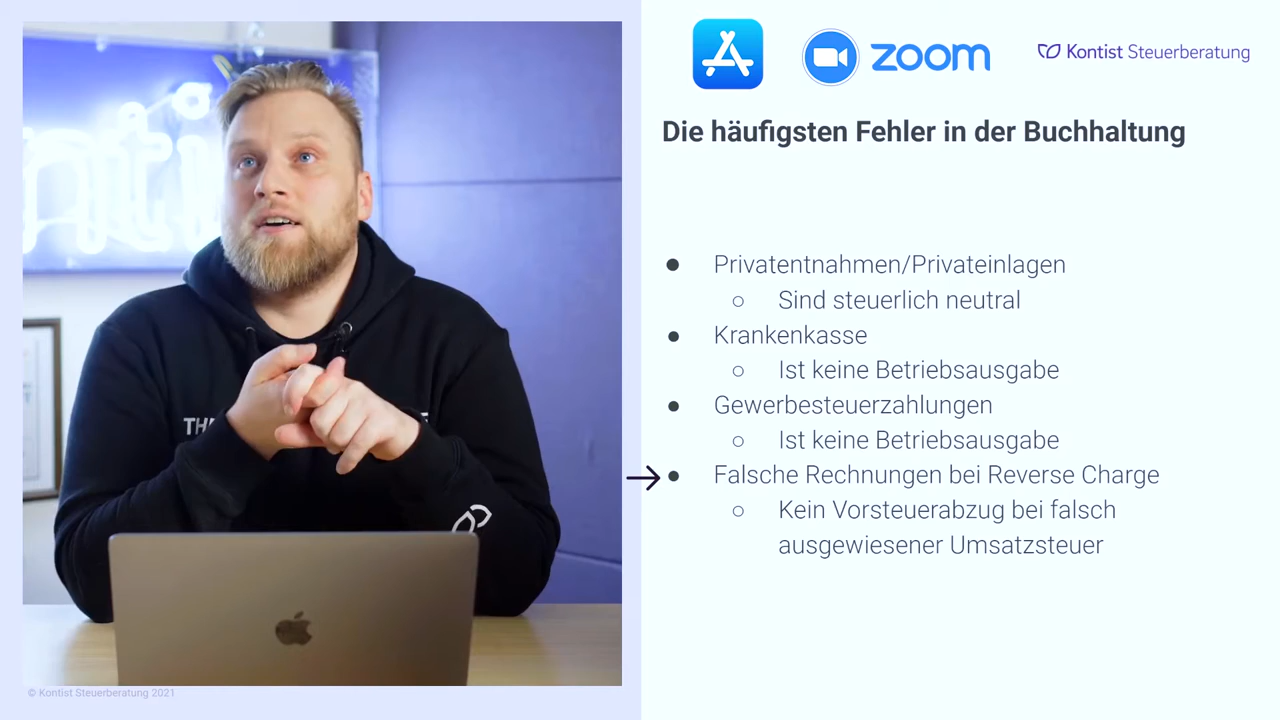 zoom
Kontist Steuerberatung
Die häufigsten Fehler in der Buchhaltung
Privatentnahmen/Privateinlagen
Sind steuerlich neutral
Krankenkasse
Ist keine Betriebsausgabe
Gewerbesteuerzahlungen
Ist keine Betriebsausgabe
Falsche Rechnungen bei Reverse Charge
Kein Vorsteuerabzug bei falsch
ausgewiesener Umsatzsteuer
© Kontist Steuerberatung 2021